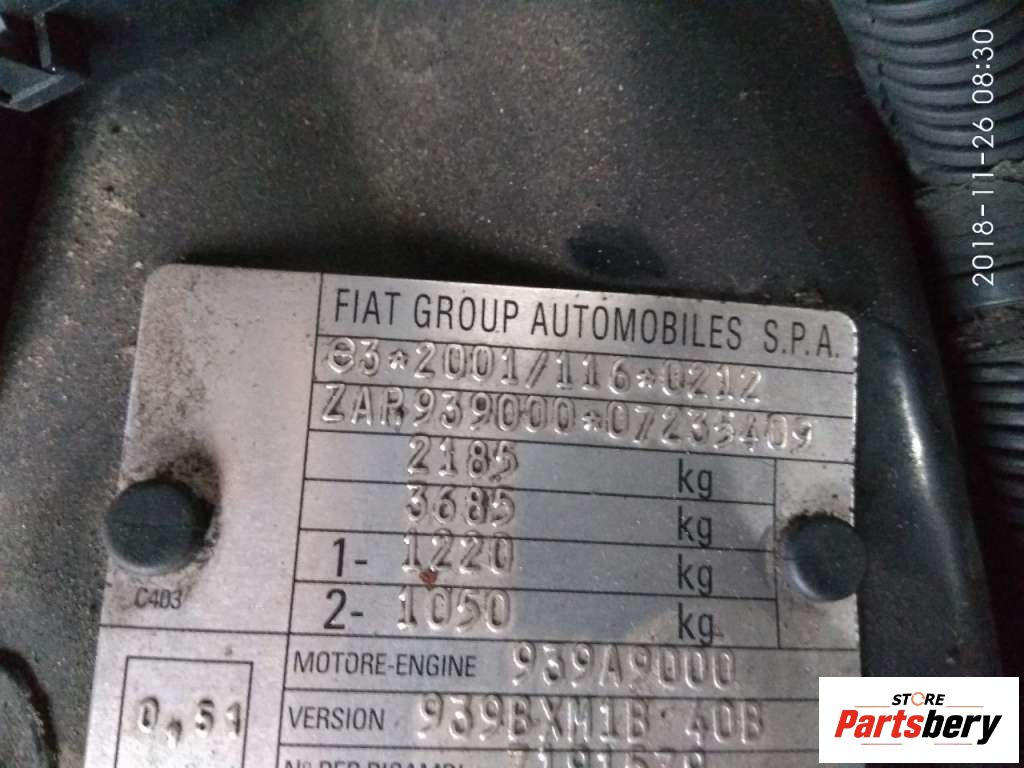 2018-11-26 08:30
FIAT GROUP AUTOMOBILES S.P.A.
e3*2001/116*0212
ZAR939000*07235409
2185 kg
3685 kg
1- 1220 kg
2- 1050 kg
C403
MOTORE-ENGINE 939A9000
0,51
VERSION 939BXM1B 40B
STORE
Partsbery